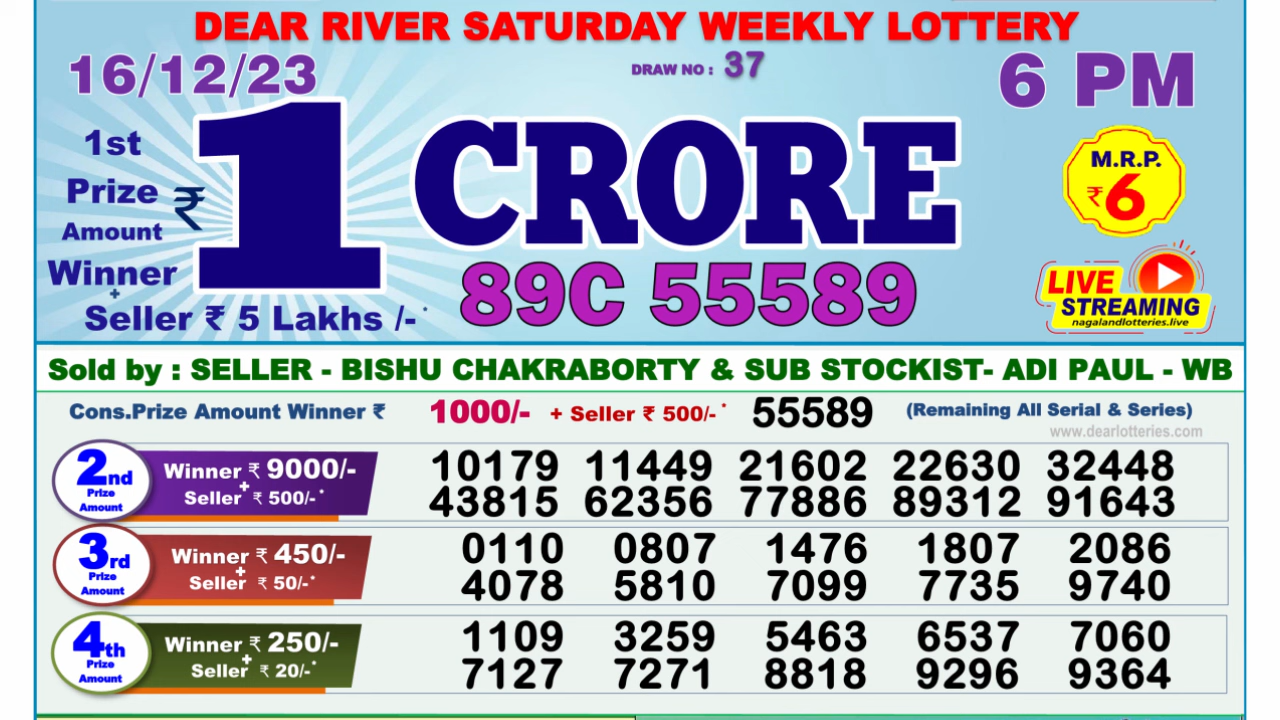 DEAR RIVER SATURDAY WEEKLY LOTTERY
16/12/23
DRAW NO : 37
6 PM
1st
Prize
Amount
Winner
+
Seller ₹ 5 Lakhs /-*
₹ 1 CRORE
89C 55589
M.R.P.
₹6
LIVE
STREAMING
nagalandlotteries.live
Sold by : SELLER - BISHU CHAKRABORTY & SUB STOCKIST- ADI PAUL - WB
Cons.Prize Amount Winner ₹ 1000/- + Seller ₹ 500/-* 55589 (Remaining All Serial & Series)
www.dearlotteries.com
2nd
Prize
Amount
Winner ₹ 9000/-
+
Seller ₹ 500/-*
10179 11449 21602 22630 32448
43815 62356 77886 89312 91643
3rd
Prize
Amount
Winner ₹ 450/-
+
Seller ₹ 50/-*
0110 0807 1476 1807 2086
4078 5810 7099 7735 9740
4th
Prize
Amount
Winner ₹ 250/-
+
Seller ₹ 20/-*
1109 3259 5463 6537 7060
7127 7271 8818 9296 9364